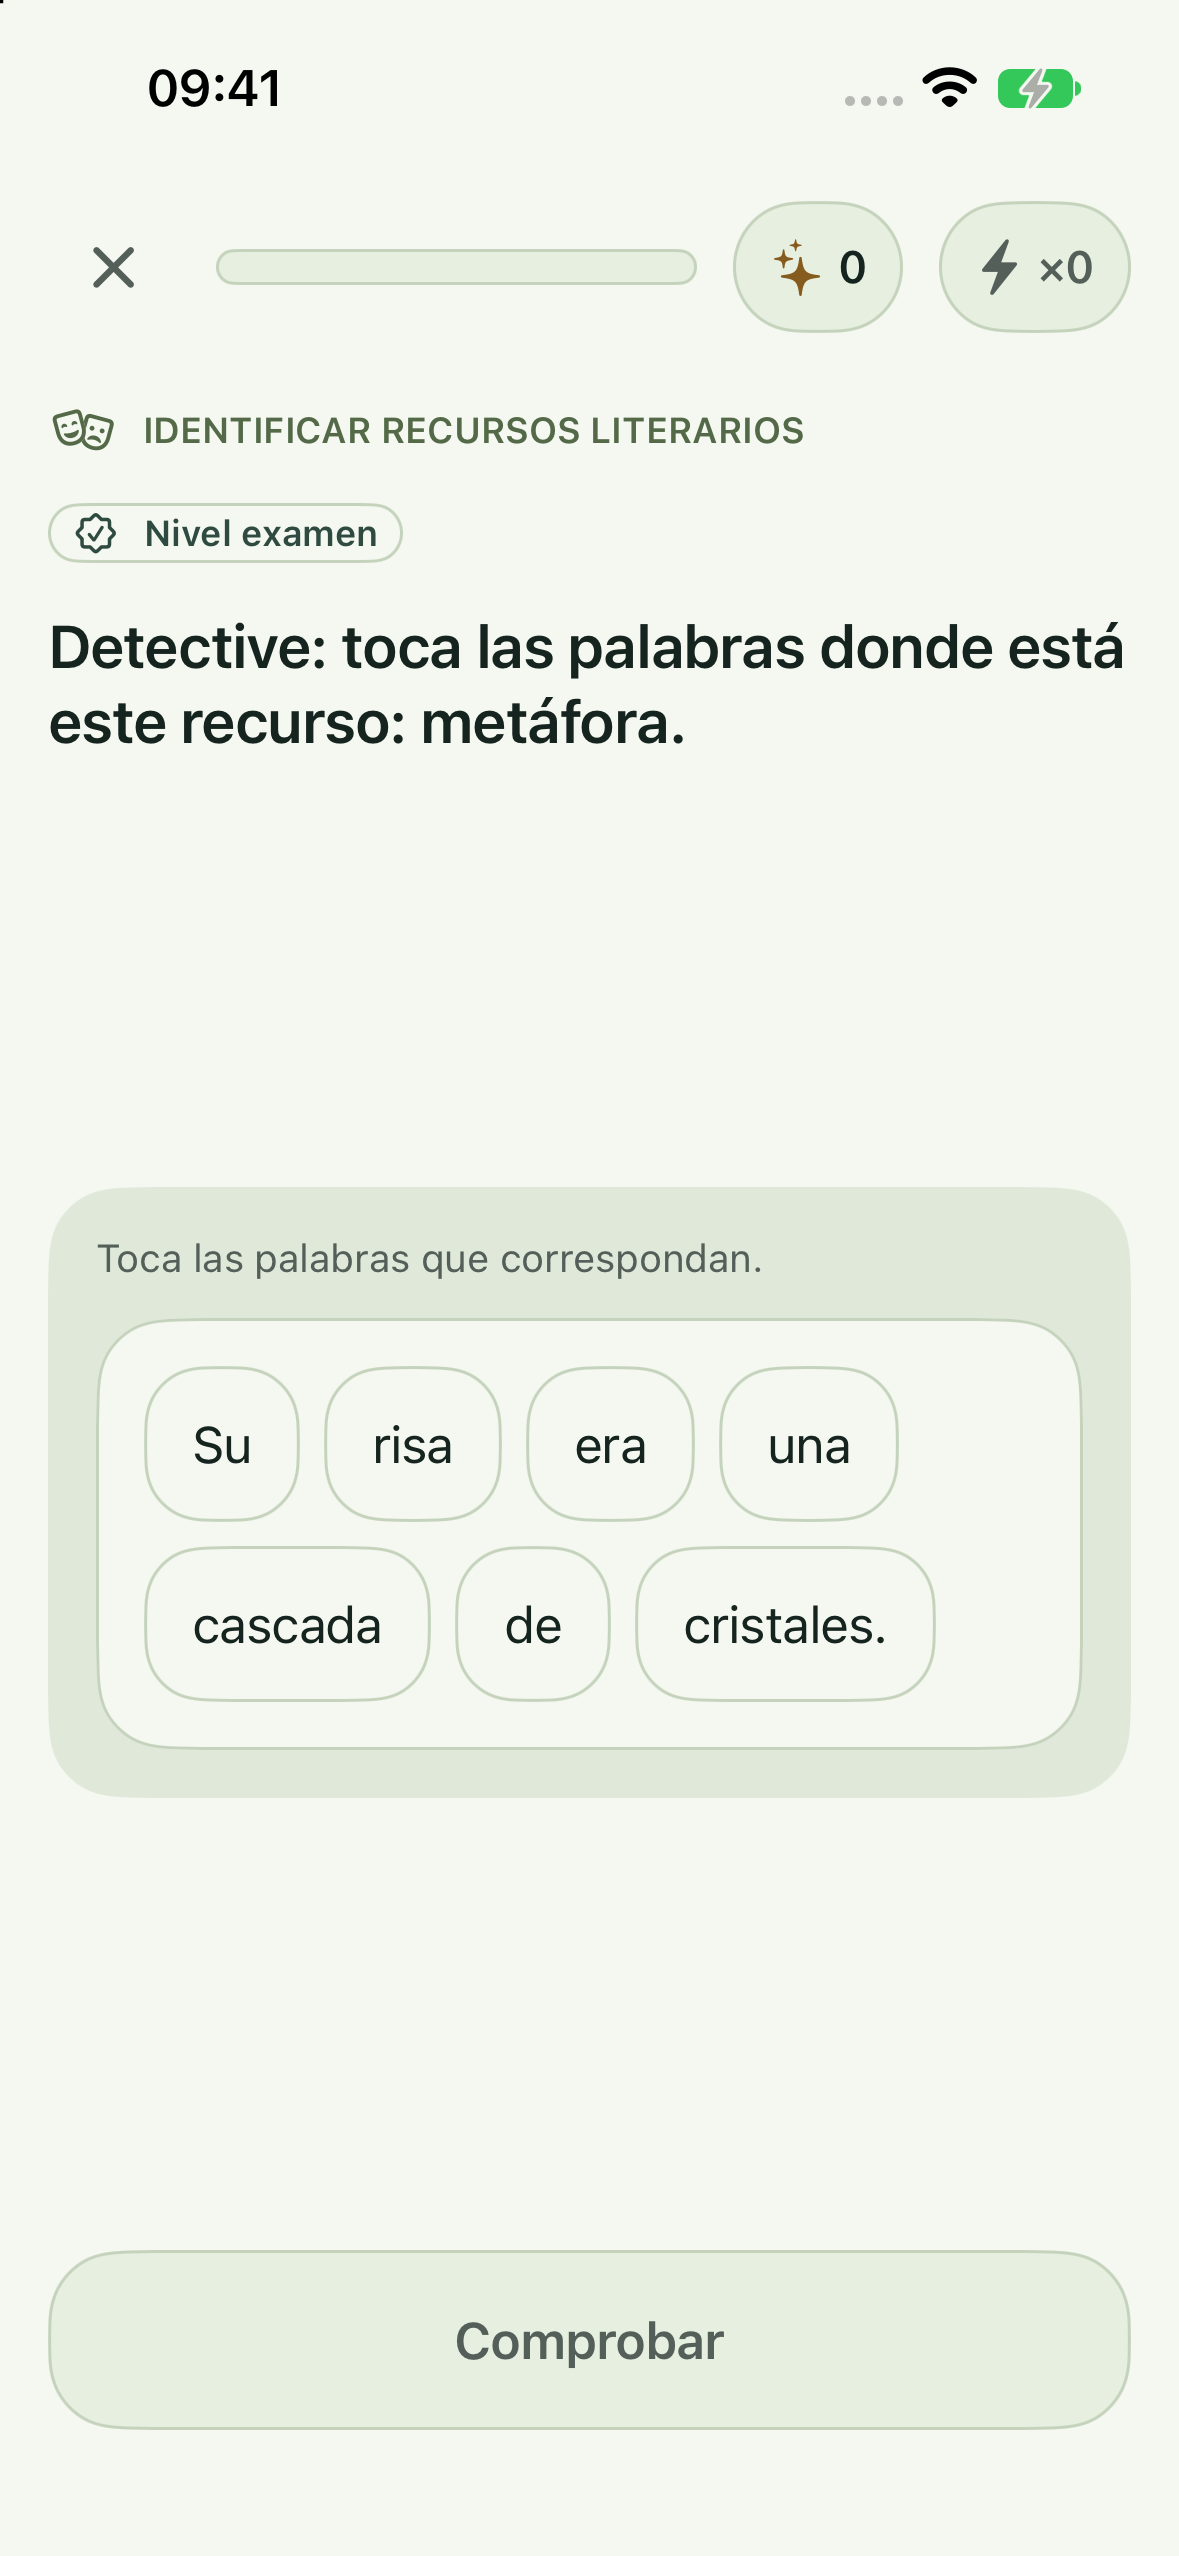 09:41
0
×0
IDENTIFICAR RECURSOS LITERARIOS
Nivel examen
Detective: toca las palabras donde está
este recurso: metáfora.
Toca las palabras que correspondan.
Su risa era una
cascada de cristales.
Comprobar